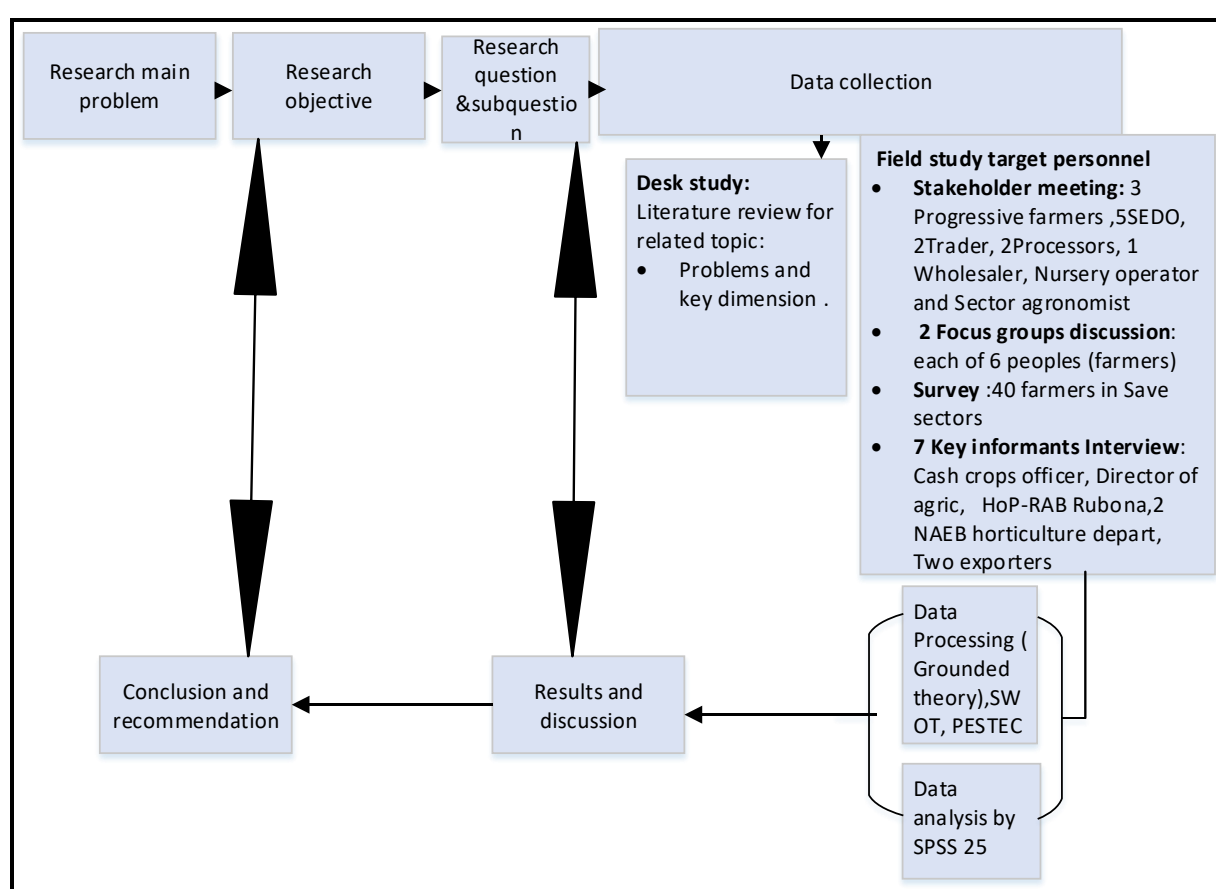 Research main
problem
Research
objective
Research
question
&subquestio
n
Data collection
Desk study:
Literature review for
related topic:
• Problems and
key dimension .
Field study target personnel
• Stakeholder meeting: 3
Progressive farmers ,5SEDO,
2Trader, 2Processors, 1
Wholesaler, Nursery operator
and Sector agronomist
• 2 Focus groups discussion:
each of 6 peoples (farmers)
• Survey :40 farmers in Save
sectors
• 7 Key informants Interview:
Cash crops officer, Director of
agric, HoP-RAB Rubona,2
NAEB horticulture depart,
Two exporters
Data
Processing (
Grounded
theory),SW
OT, PESTEC
Data
analysis by
SPSS 25
Results and
discussion
Conclusion and
recommendation